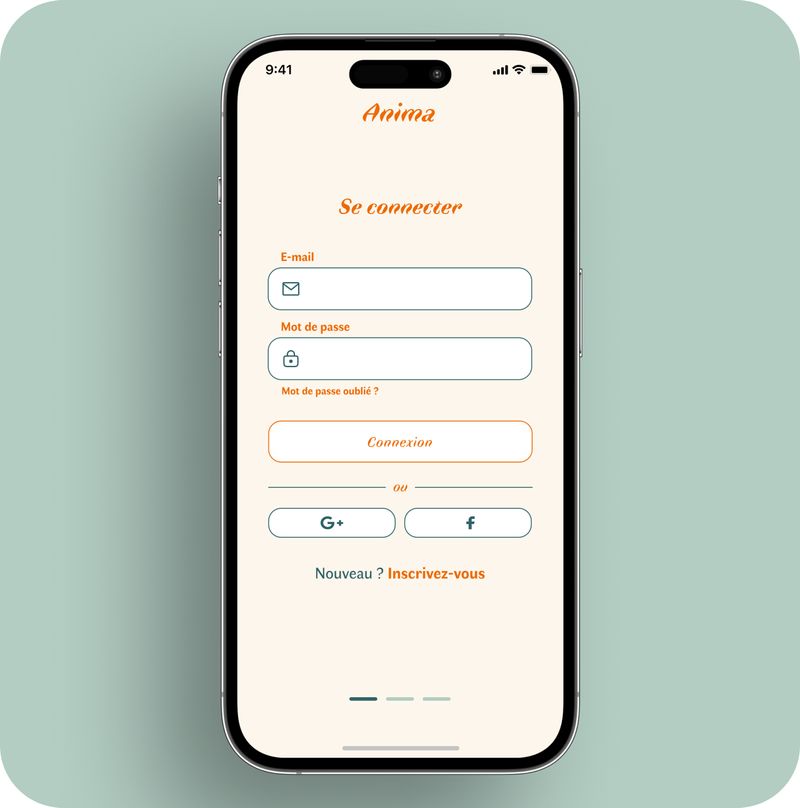 9:41
Anima
Se connecter
E-mail
Mot de passe
Mot de passe oublié ?
Connexion
ou
G+ f
Nouveau ? Inscrivez-vous